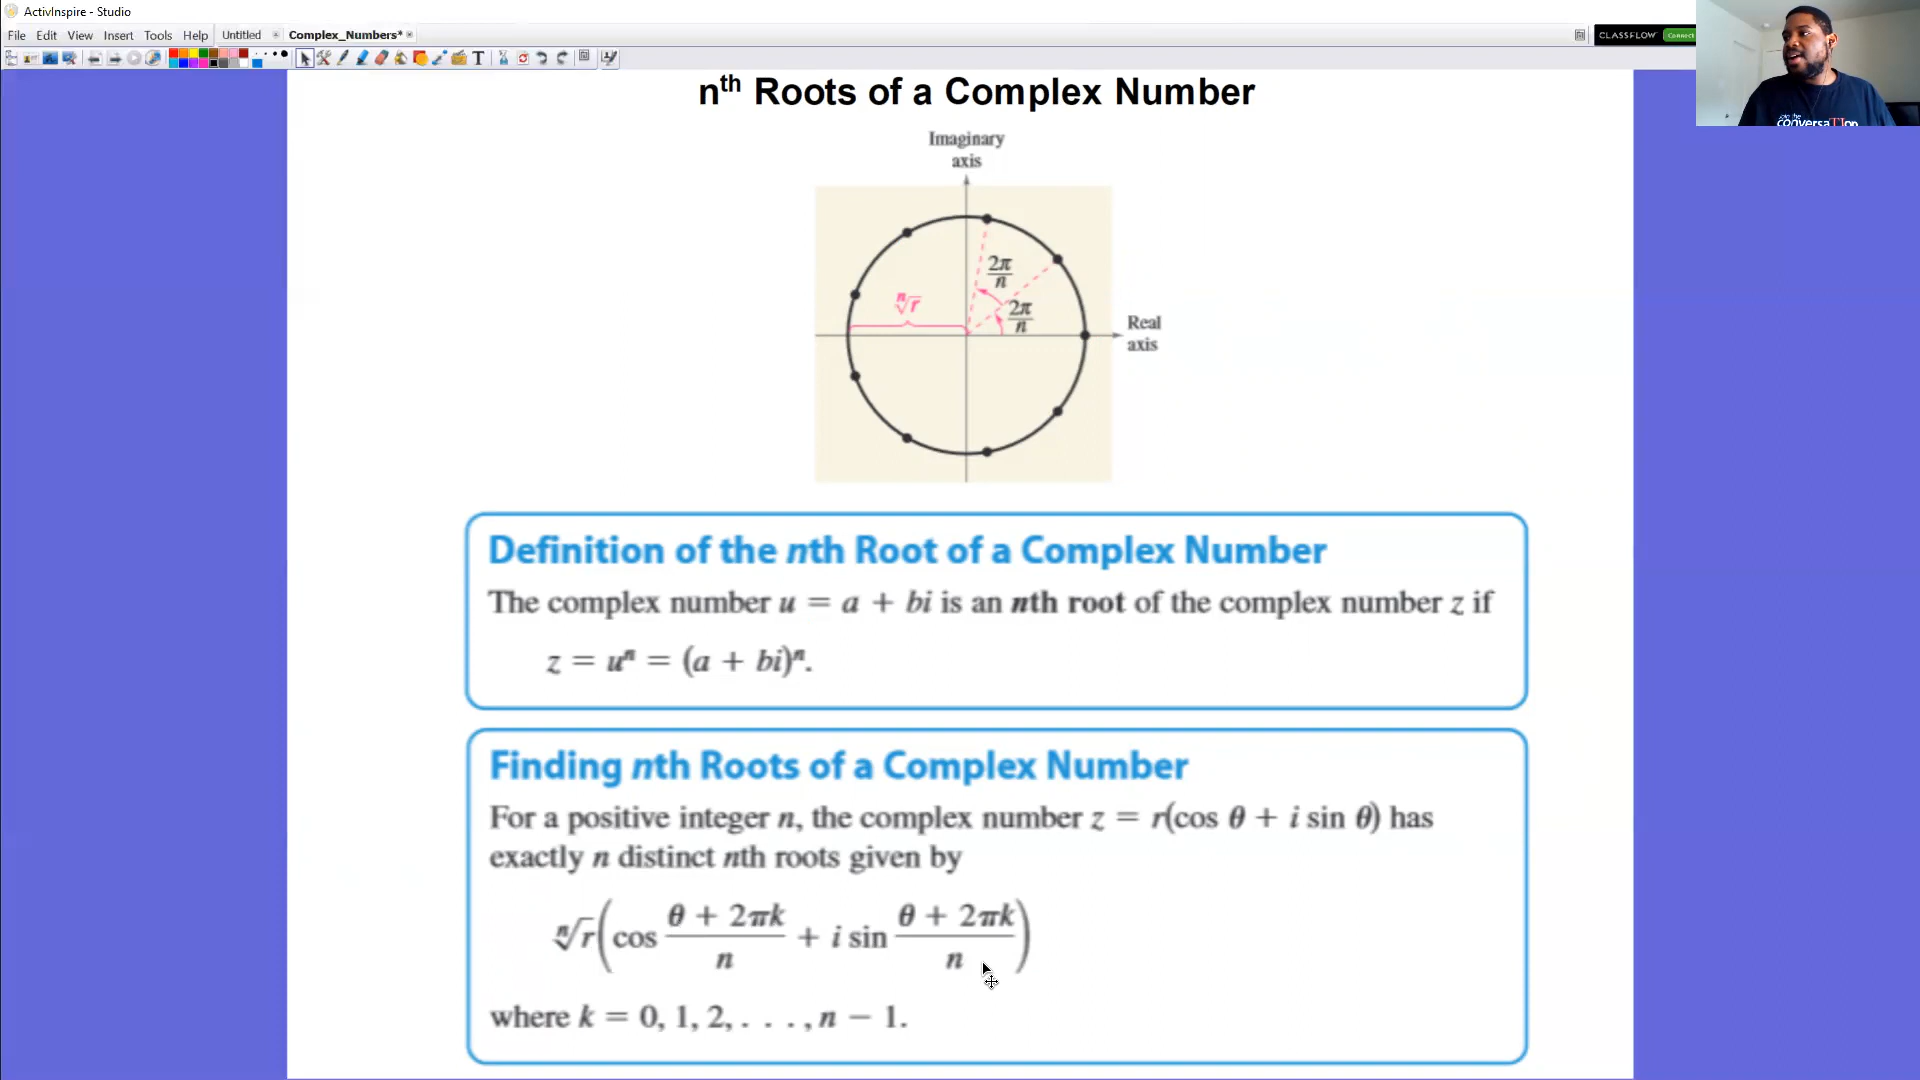 ActivInspire - Studio
File Edit View Insert Tools Help Untitled Complex_Numbers*
CLASSFLOW Connect
nth Roots of a Complex Number
Imaginary
axis
2π
n
ⁿ√r
2π
n
Real
axis
Definition of the nth Root of a Complex Number
The complex number u = a + bi is an nth root of the complex number z if
z = uⁿ = (a + bi)ⁿ.
Finding nth Roots of a Complex Number
For a positive integer n, the complex number z = r(cos θ + i sin θ) has
exactly n distinct nth roots given by
ⁿ√r(cos (θ + 2πk)/n + i sin (θ + 2πk)/n)
where k = 0, 1, 2, . . . , n − 1.
conversaTIon